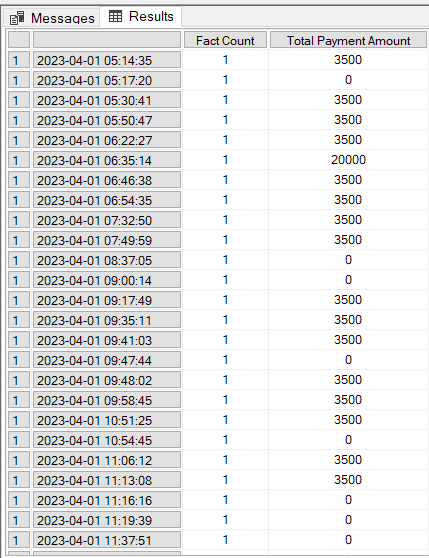 Messages Results
Fact Count Total Payment Amount
1 2023-04-01 05:14:35 1 3500
1 2023-04-01 05:17:20 1 0
1 2023-04-01 05:30:41 1 3500
1 2023-04-01 05:50:47 1 3500
1 2023-04-01 06:22:27 1 3500
1 2023-04-01 06:35:14 1 20000
1 2023-04-01 06:46:38 1 3500
1 2023-04-01 06:54:35 1 3500
1 2023-04-01 07:32:50 1 3500
1 2023-04-01 07:49:59 1 3500
1 2023-04-01 08:37:05 1 0
1 2023-04-01 09:00:14 1 0
1 2023-04-01 09:17:49 1 3500
1 2023-04-01 09:35:11 1 3500
1 2023-04-01 09:41:03 1 3500
1 2023-04-01 09:47:44 1 0
1 2023-04-01 09:48:02 1 3500
1 2023-04-01 09:58:45 1 3500
1 2023-04-01 10:51:25 1 3500
1 2023-04-01 10:54:45 1 0
1 2023-04-01 11:06:12 1 3500
1 2023-04-01 11:13:08 1 3500
1 2023-04-01 11:16:16 1 0
1 2023-04-01 11:19:39 1 0
1 2023-04-01 11:37:51 1 0